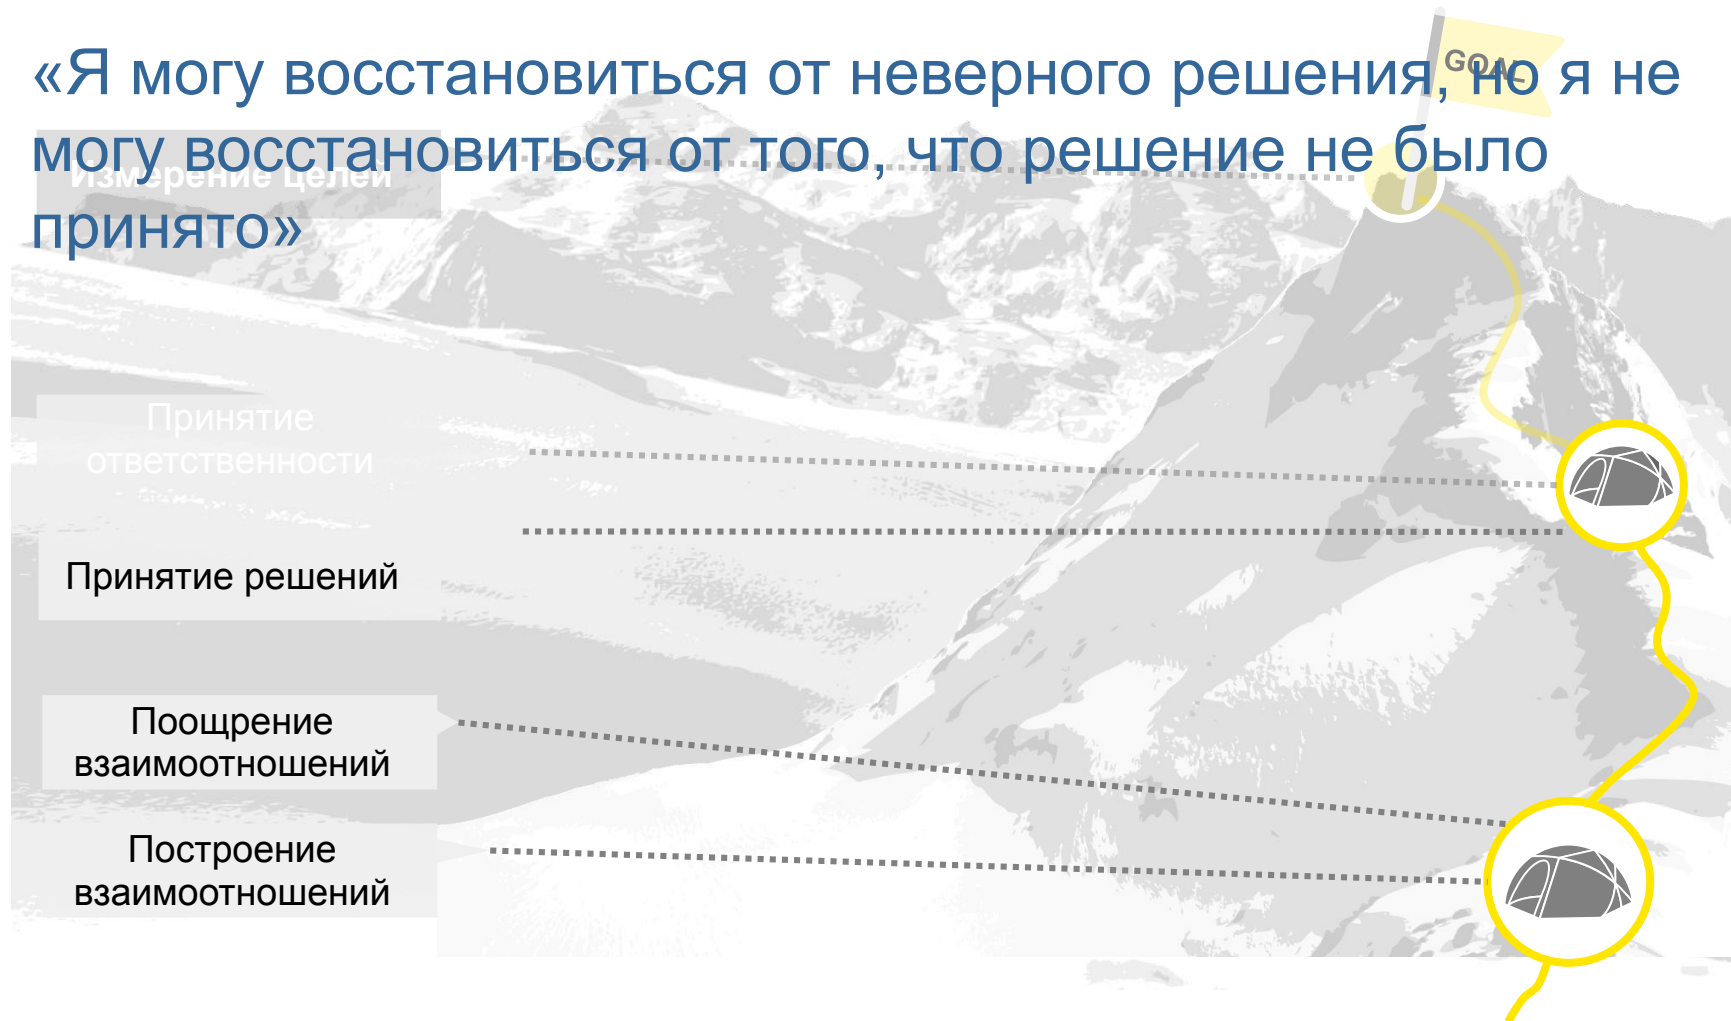 «Я могу восстановиться от неверного решения, но я не
могу восстановиться от того, что решение не было
принято»
GOAL
Измерение целей
Принятие
ответственности
Принятие решений
Поощрение
взаимоотношений
Построение
взаимоотношений